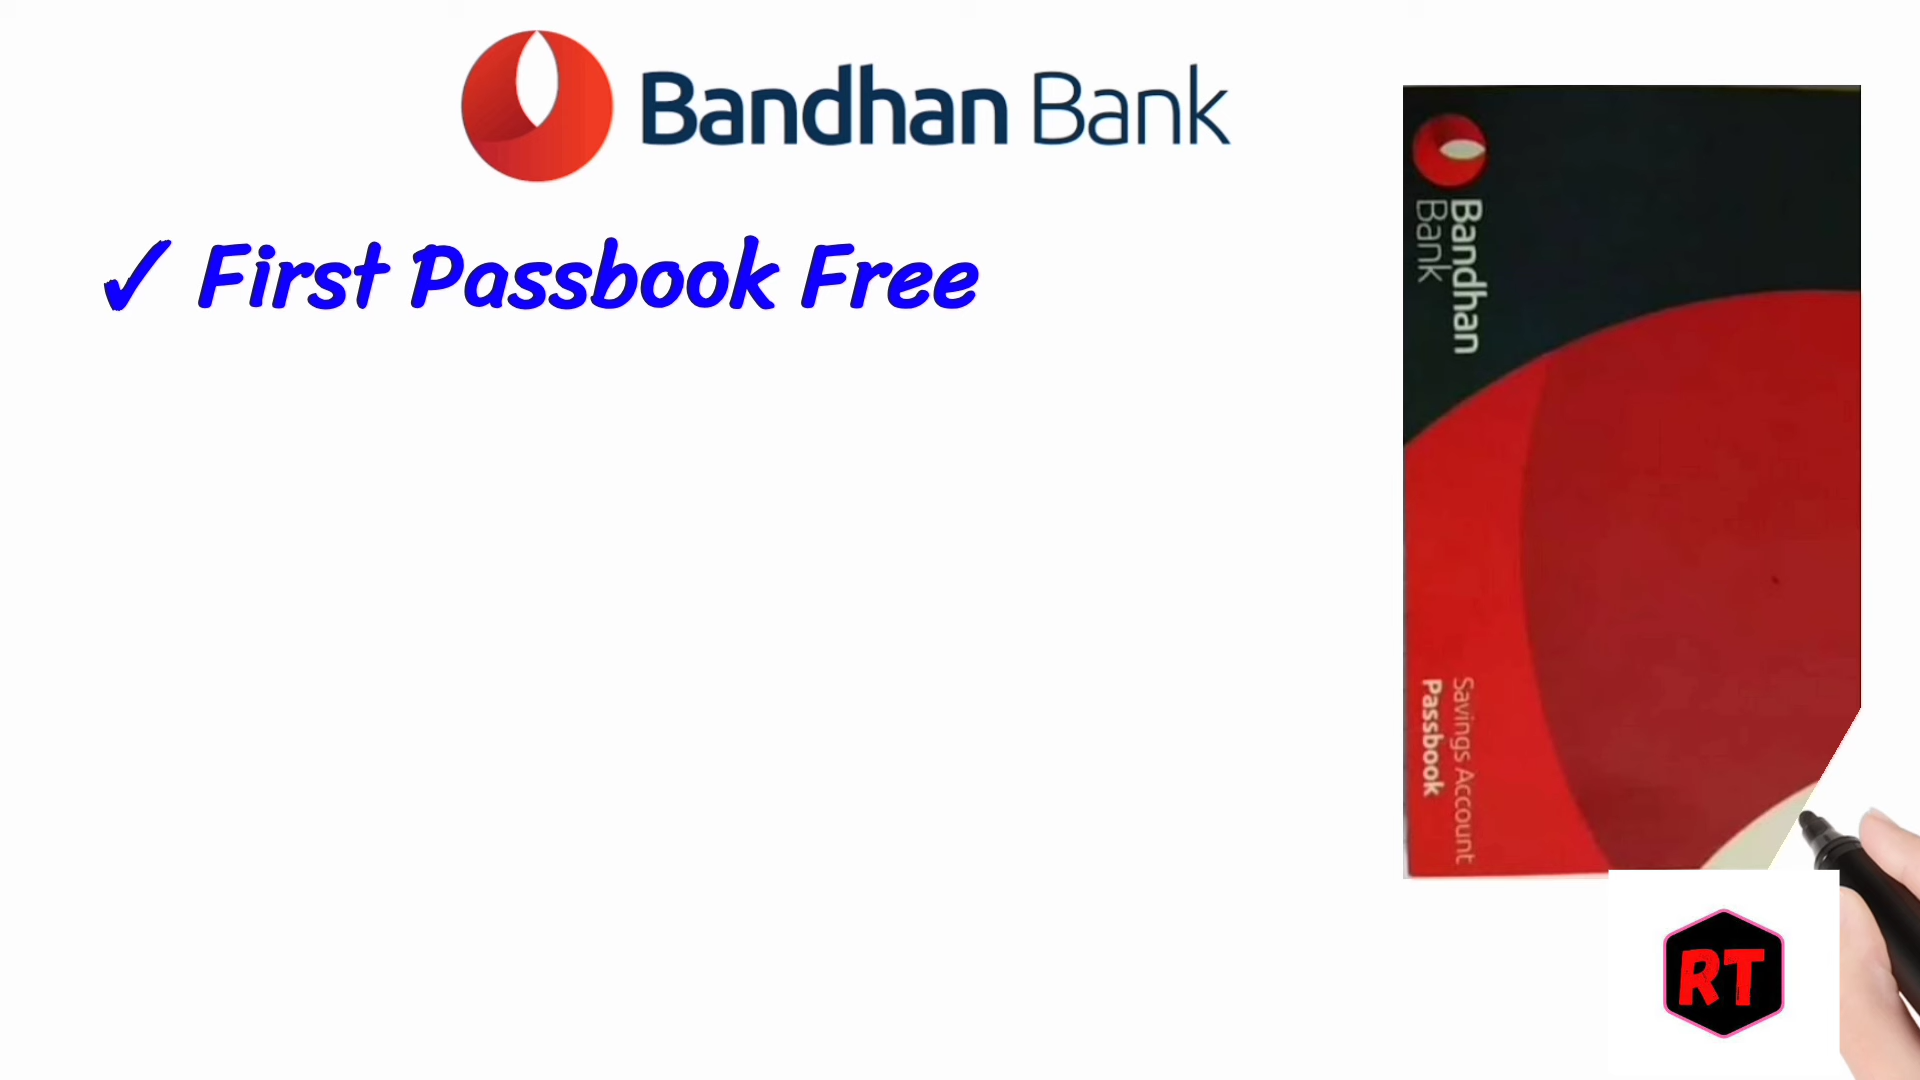 Bandhan Bank
✓ First Passbook Free
Bandhan
Bank
Savings Account
Passbook
RT